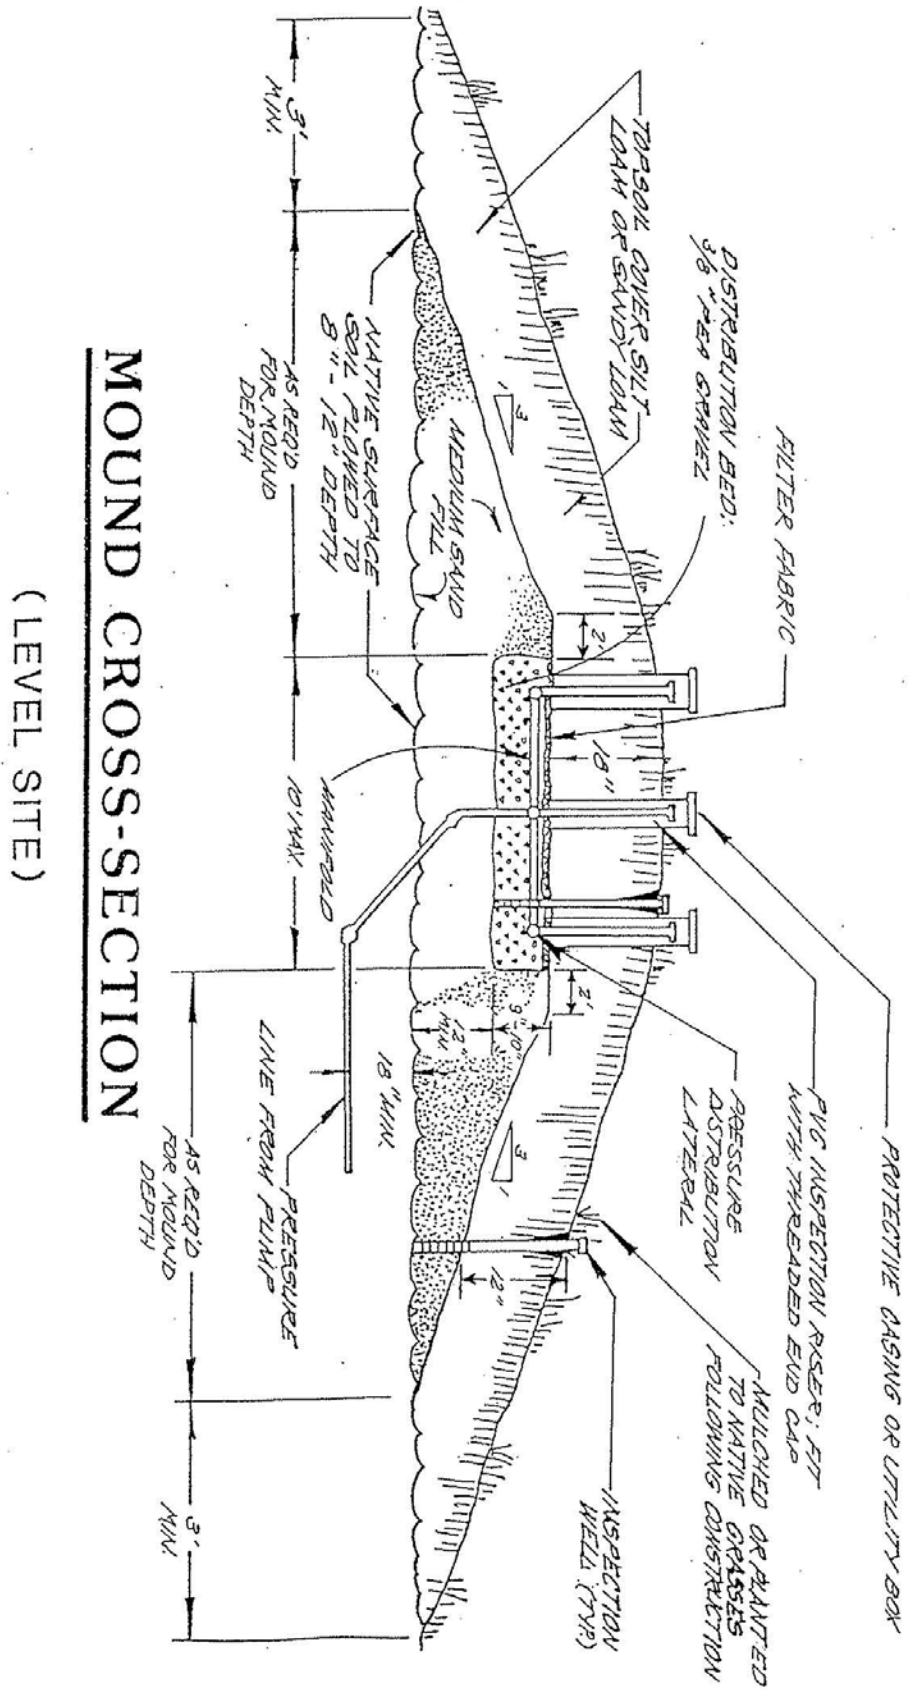 PROTECTIVE CASING OR UTILITY BOX
PVC INSPECTION RISER; FIT
WITH THREADED END CAP
PRESSURE
DISTRIBUTION
LATERAL
MULCHED OR PLANTED
TO NATIVE GRASSES
FOLLOWING CONSTRUCTION
INSPECTION
WELL (TYP.)
FILTER FABRIC
DISTRIBUTION BED:
3/8" PEA GRAVEL
TOPSOIL COVER SILT
LOAM OR SANDY LOAM
2'
18"
2'
9"-10"
12"
MIN.
12"
3
1
3
1
MEDIUM SAND
FILL
NATIVE SURFACE
SOIL PLOWED TO
8"-12" DEPTH
MANIFOLD
18" MIN.
PRESSURE
LINE FROM PUMP
3'
MIN.
AS REQ'D
FOR MOUND
DEPTH
10' MAX.
AS REQ'D
FOR MOUND
DEPTH
3'
MIN.
MOUND CROSS-SECTION
(LEVEL SITE)